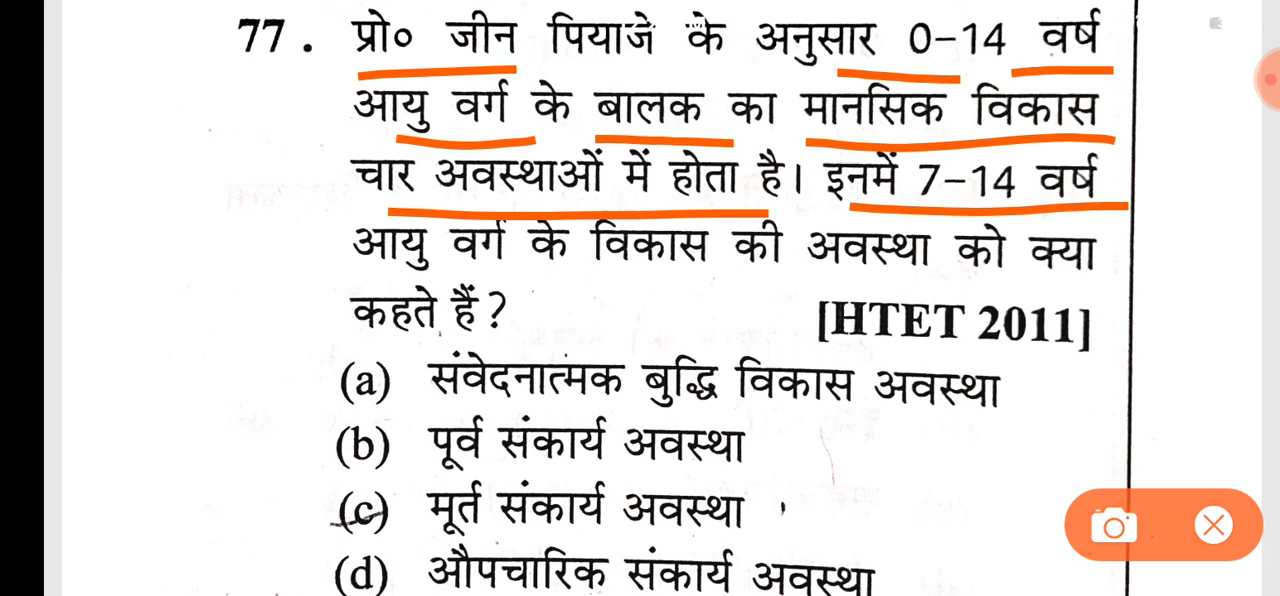 77. प्रो० जीन पियाजे के अनुसार 0-14 वर्ष
आयु वर्ग के बालक का मानसिक विकास
चार अवस्थाओं में होता है। इनमें 7-14 वर्ष
आयु वर्ग के विकास की अवस्था को क्या
कहते हैं?
[HTET 2011]
(a) संवेदनात्मक बुद्धि विकास अवस्था
(b) पूर्व संकार्य अवस्था
(c) मूर्त संकार्य अवस्था
(d) औपचारिक संकार्य अवस्था